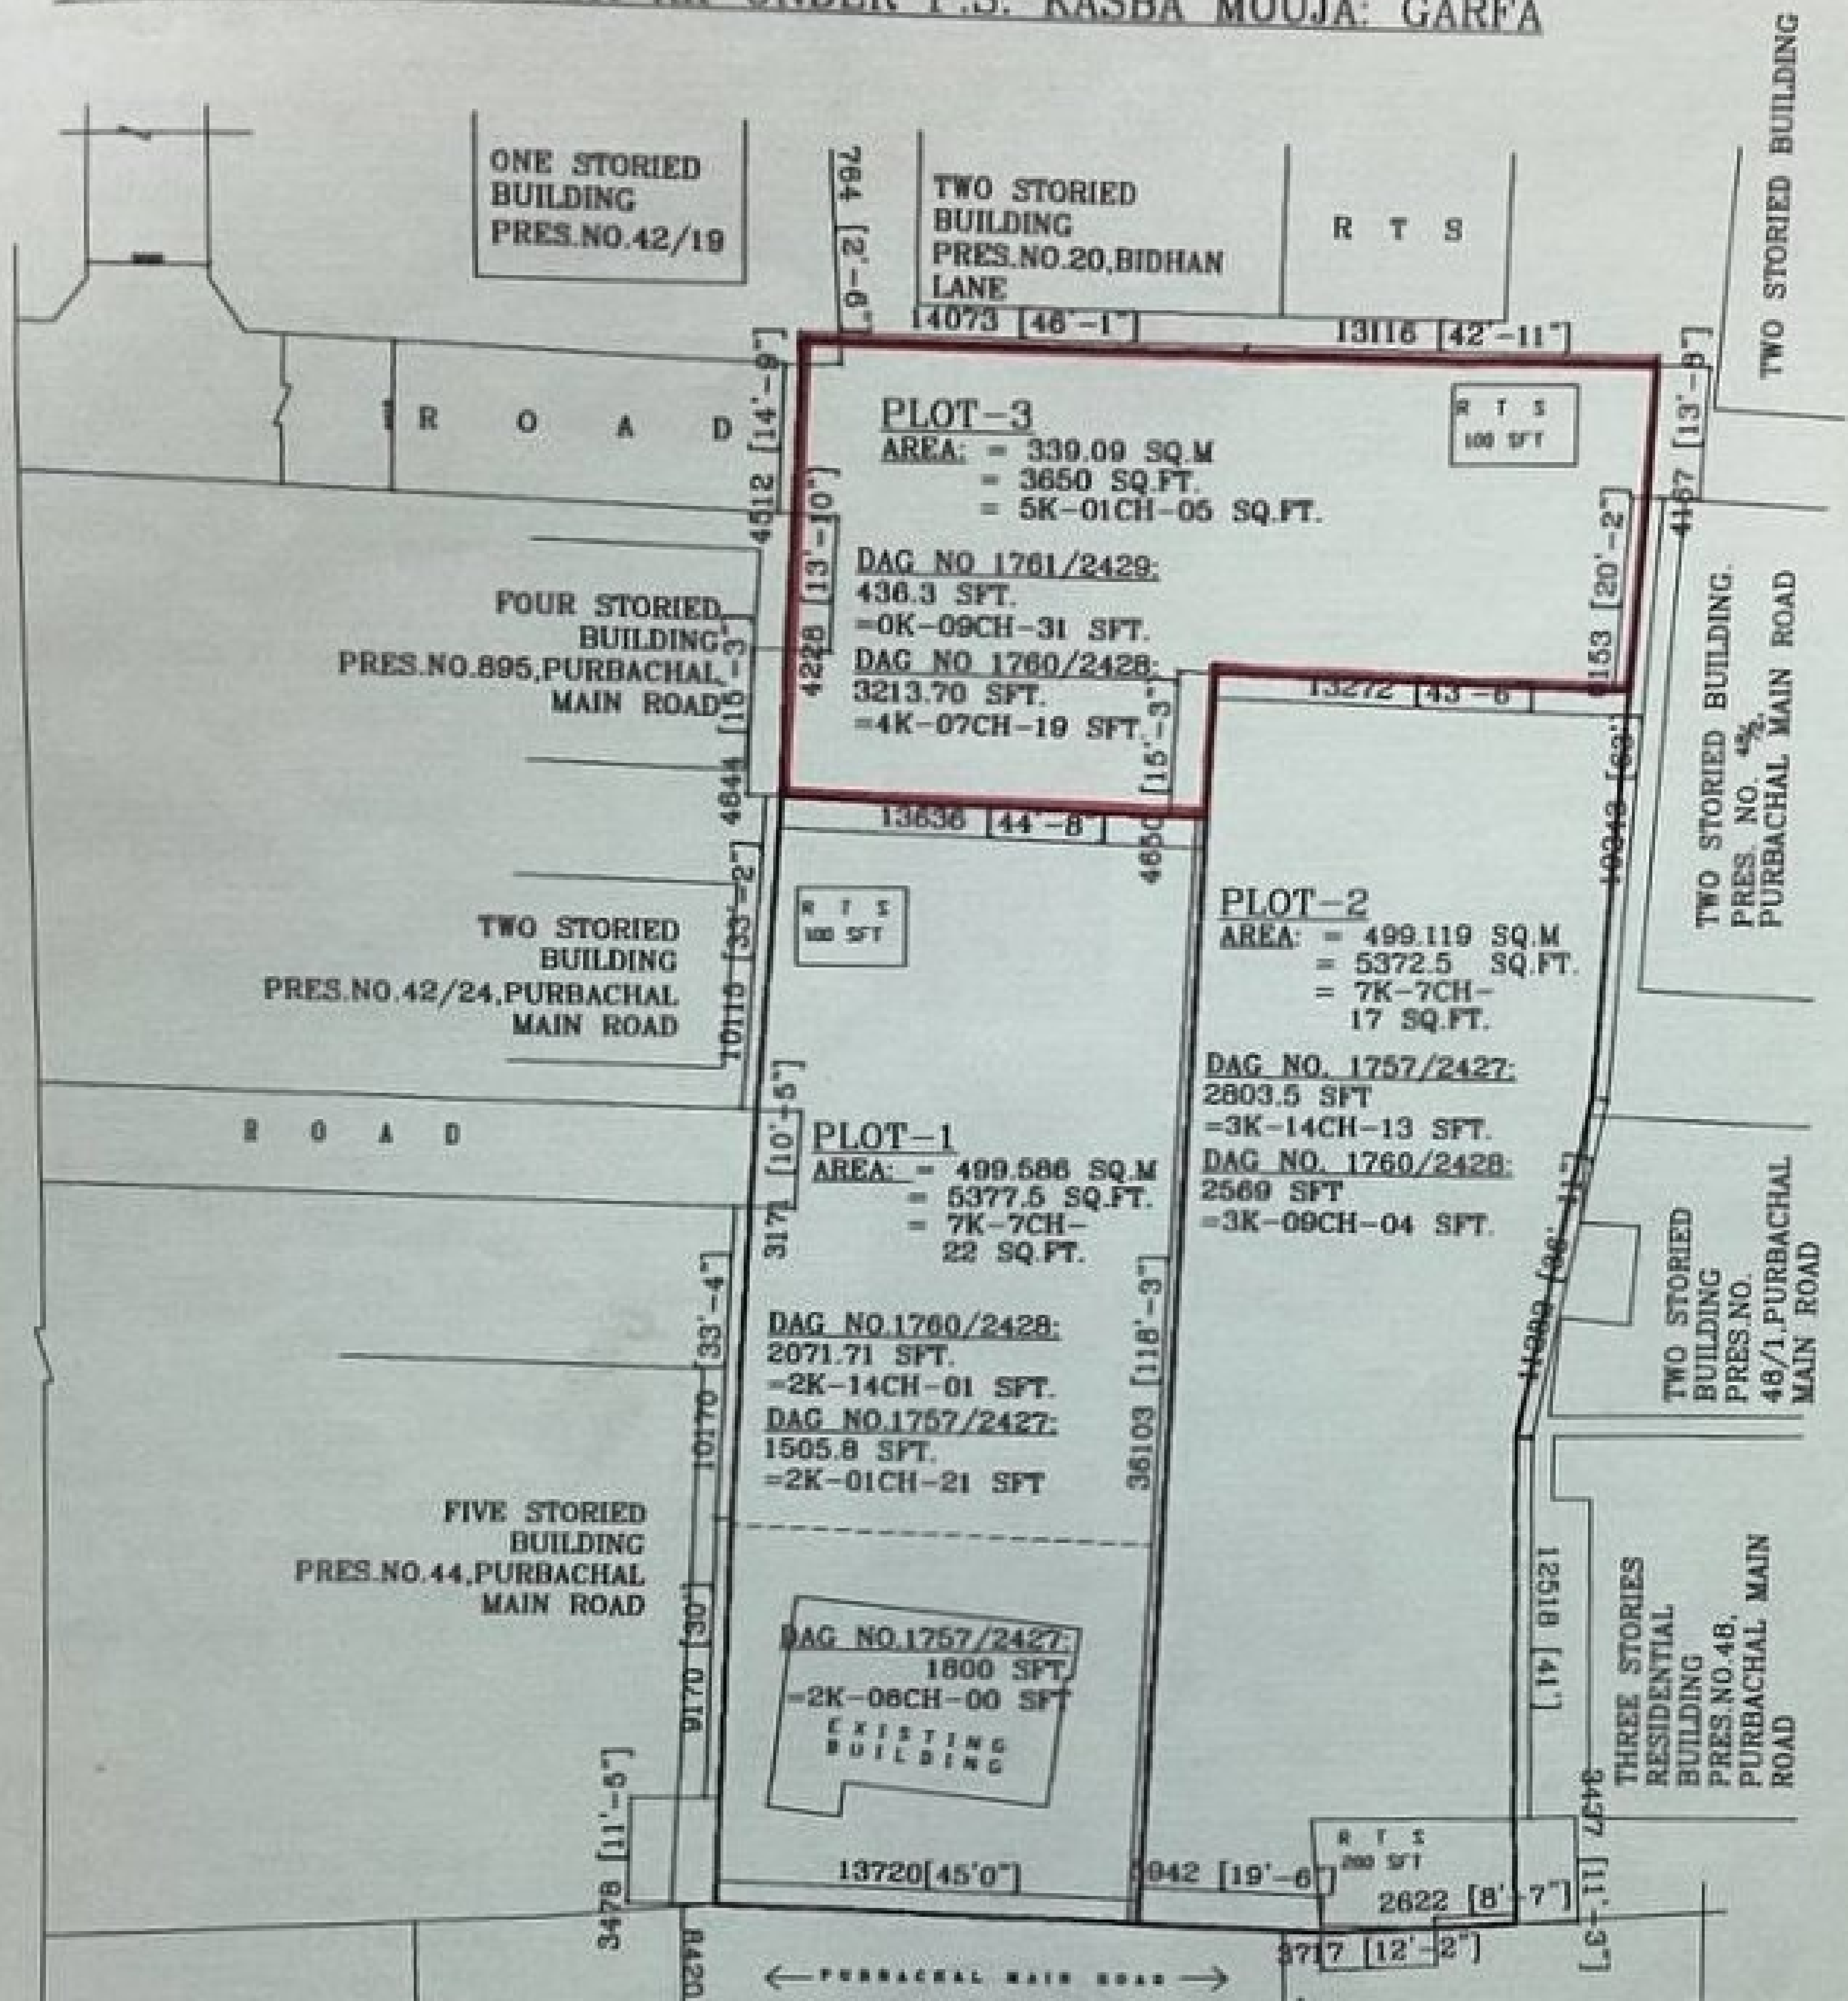 UNDER P.S. KASBA MOUJA: GARFA
ONE STORIED
BUILDING
PRES.NO.42/19
764 [2'-6"]
TWO STORIED
BUILDING
PRES.NO.20,BIDHAN
LANE
R T S
TWO STORIED BUILDING
14073 [46'-1"]
13116 [42'-11"]
R O A D
4512 [14'-9"]
PLOT-3
AREA: = 339.09 SQ.M
= 3650 SQ.FT.
= 5K-01CH-05 SQ.FT.
R T S
100 SFT
4167 [13'-8"]
DAG NO 1761/2429:
436.3 SFT.
=0K-09CH-31 SFT.
DAG NO 1760/2428:
3213.70 SFT.
=4K-07CH-19 SFT.
4228 [13'-10"]
[20'-2"]
FOUR STORIED
BUILDING
PRES.NO.895,PURBACHAL
MAIN ROAD
4644 [15'-3"]
4650 [15'-3"]
13272 [43'-6"]
TWO STORIED BUILDING.
PRES. NO.
PURBACHAL MAIN ROAD
13636 [44'-8"]
R T S
100 SFT
TWO STORIED
BUILDING
PRES.NO.42/24,PURBACHAL
MAIN ROAD
10115 [33'-2"]
PLOT-2
AREA: = 499.119 SQ.M
= 5372.5 SQ.FT.
= 7K-7CH-
17 SQ.FT.
DAG NO. 1757/2427:
2803.5 SFT
=3K-14CH-13 SFT.
DAG NO. 1760/2428:
2569 SFT
=3K-09CH-04 SFT.
R O A D
3171 [10'-5"]
PLOT-1
AREA: = 499.586 SQ.M
= 5377.5 SQ.FT.
= 7K-7CH-
22 SQ.FT.
DAG NO.1760/2428:
2071.71 SFT.
=2K-14CH-01 SFT.
DAG NO.1757/2427:
1505.8 SFT.
=2K-01CH-21 SFT
10170 [33'-4"]
36103 [118'-3"]
TWO STORIED
BUILDING
PRES.NO.
48/1,PURBACHAL
MAIN ROAD
FIVE STORIED
BUILDING
PRES.NO.44,PURBACHAL
MAIN ROAD
9170 [30']
DAG NO.1757/2427:
1800 SFT
=2K-08CH-00 SFT
EXISTING
BUILDING
12518 [41']
THREE STORIES
RESIDENTIAL
BUILDING
PRES.NO.48,
PURBACHAL MAIN
ROAD
3478 [11'-5"]
13720[45'0"]
[19'-6"]
R T S
200 SFT
2622 [8'-7"]
3437 [11'-3"]
3717 [12'-2"]
8420
PURBACHAL MAIN ROAD